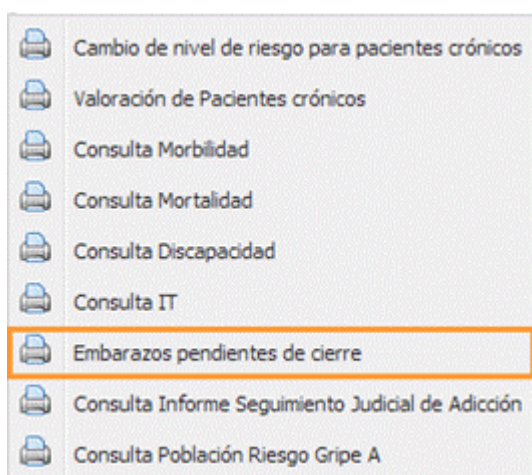 Cambio de nivel de riesgo para pacientes crónicos
Valoración de Pacientes crónicos
Consulta Morbilidad
Consulta Mortalidad
Consulta Discapacidad
Consulta IT
Embarazos pendientes de cierre
Consulta Informe Seguimiento Judicial de Adicción
Consulta Población Riesgo Gripe A